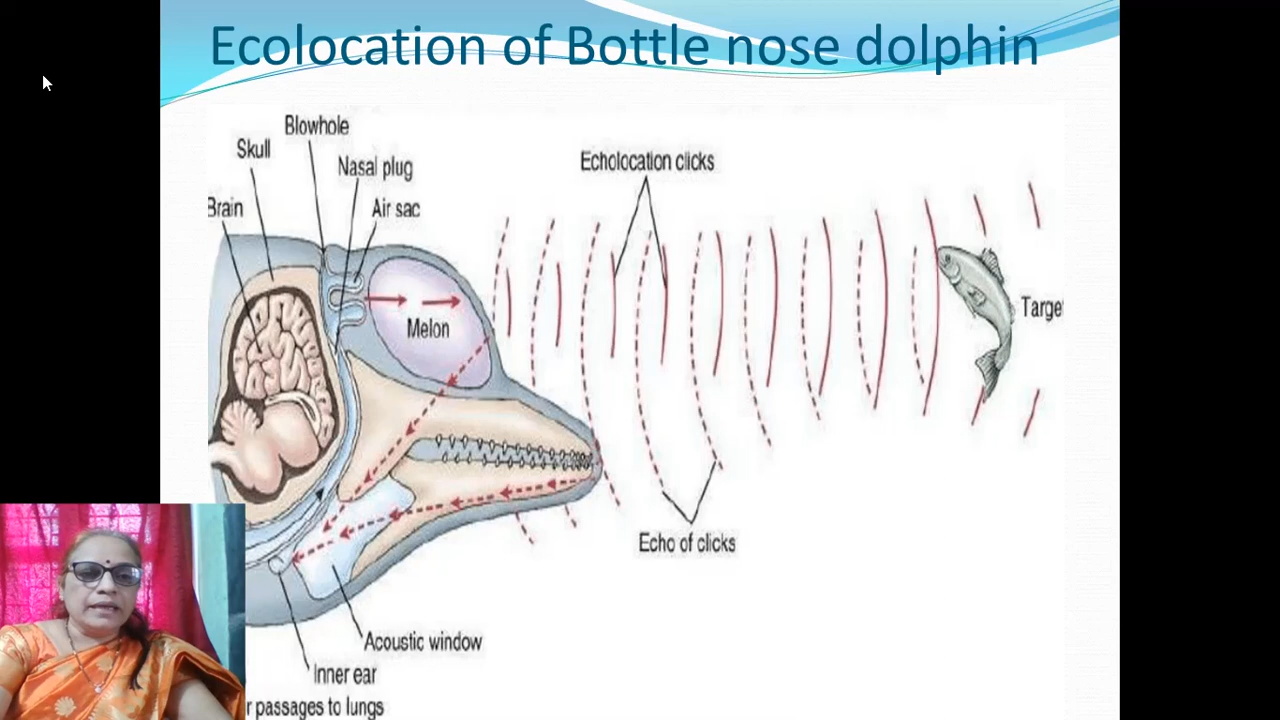 Ecolocation of Bottle nose dolphin
Blowhole
Skull
Nasal plug
Brain
Air sac
Echolocation clicks
Melon
Targe
Echo of clicks
Acoustic window
Inner ear
r passages to lungs